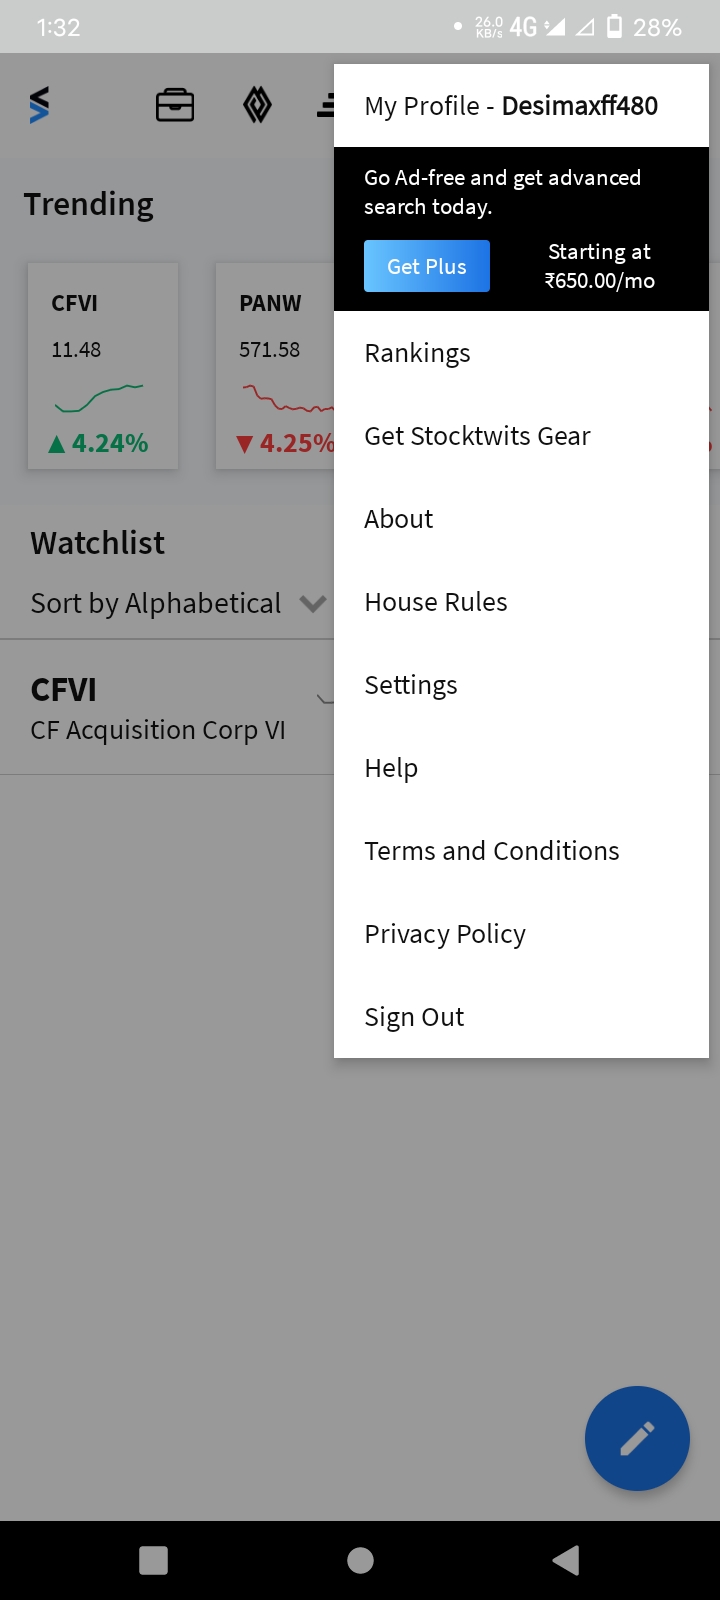 1:32
26.0
KB/s
4G
28%
My Profile - Desimaxff480
Go Ad-free and get advanced
search today.
Get Plus
Starting at
₹650.00/mo
Rankings
Get Stocktwits Gear
About
House Rules
Settings
Help
Terms and Conditions
Privacy Policy
Sign Out
Trending
CFVI
11.48
4.24%
PANW
571.58
4.25%
Watchlist
Sort by Alphabetical
CFVI
CF Acquisition Corp VI